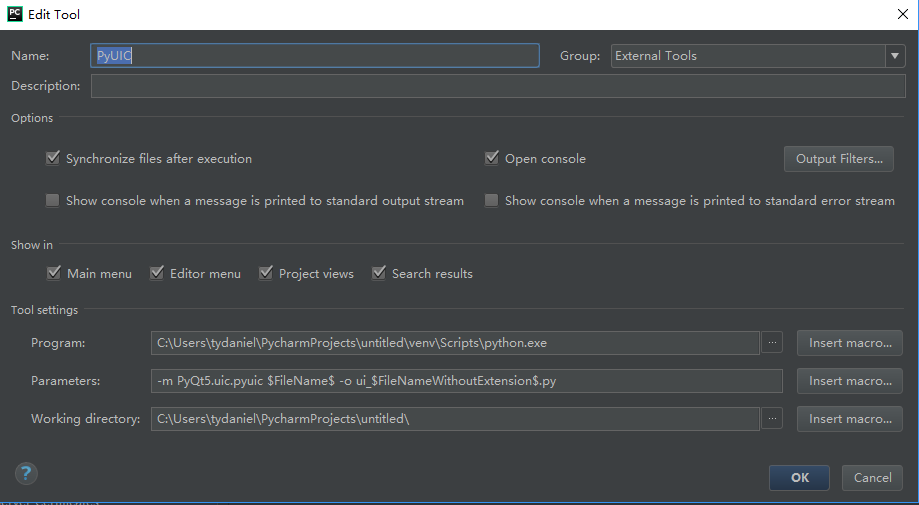 PC Edit Tool
Name: PyUIC Group: External Tools
Description:
Options
Synchronize files after execution Open console Output Filters...
Show console when a message is printed to standard output stream Show console when a message is printed to standard error stream
Show in
Main menu Editor menu Project views Search results
Tool settings
Program: C:\Users\tydaniel\PycharmProjects\untitled\venv\Scripts\python.exe ... Insert macro...
Parameters: -m PyQt5.uic.pyuic $FileName$ -o ui_$FileNameWithoutExtension$.py Insert macro...
Working directory: C:\Users\tydaniel\PycharmProjects\untitled\ ... Insert macro...
? OK Cancel